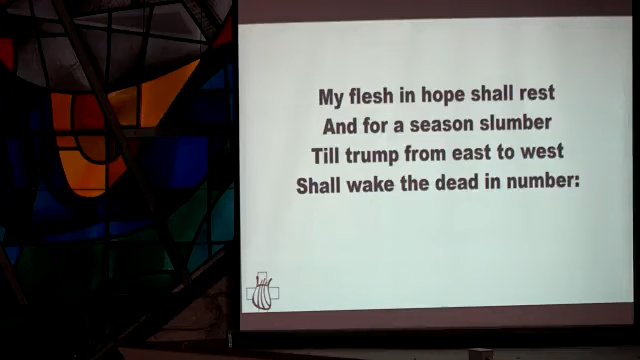 My flesh in hope shall rest
And for a season slumber
Till trump from east to west
Shall wake the dead in number: